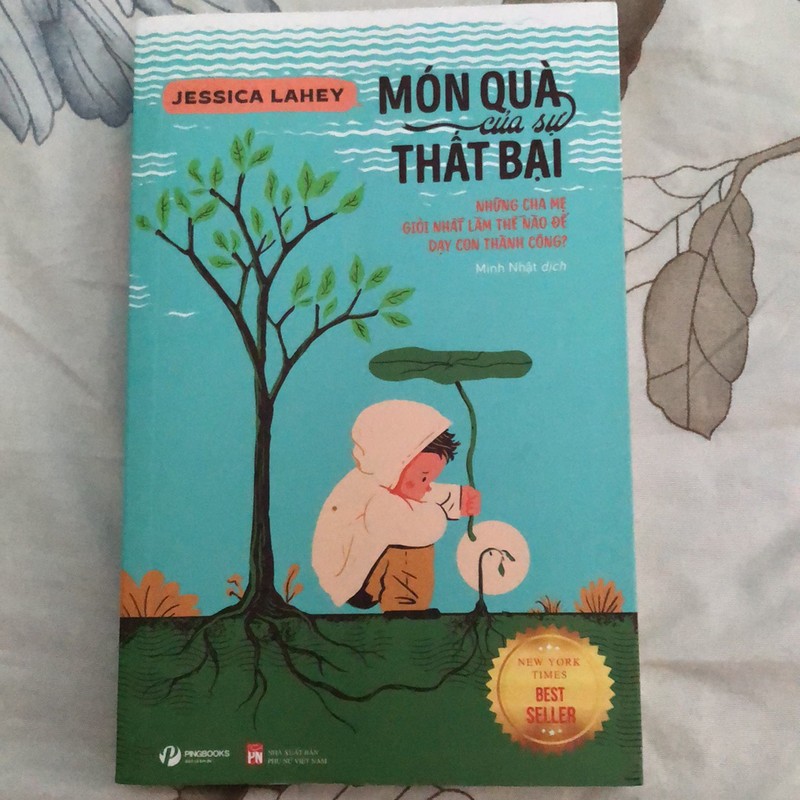 JESSICA LAHEY
MÓN QUÀ
của sự
THẤT BẠI
NHỮNG CHA MẸ
GIỎI NHẤT LÀM THẾ NÀO ĐỂ
DẠY CON THÀNH CÔNG?
Minh Nhật dịch
NEW YORK
TIMES
BEST
SELLER
PINGBOOKS
PN
NHÀ XUẤT BẢN
PHỤ NỮ VIỆT NAM